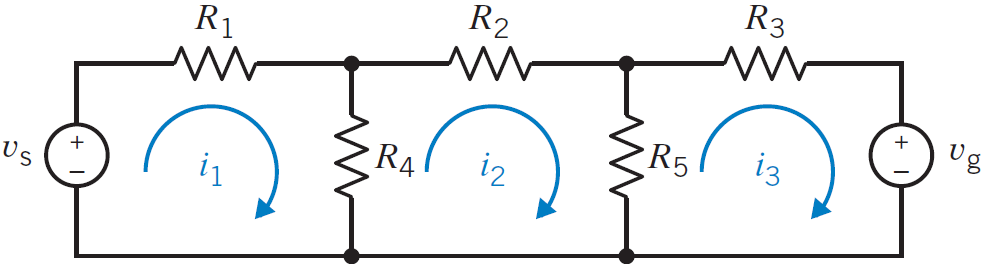 R1 R2 R3
vs + − R4 R5 + − vg
i1 i2 i3